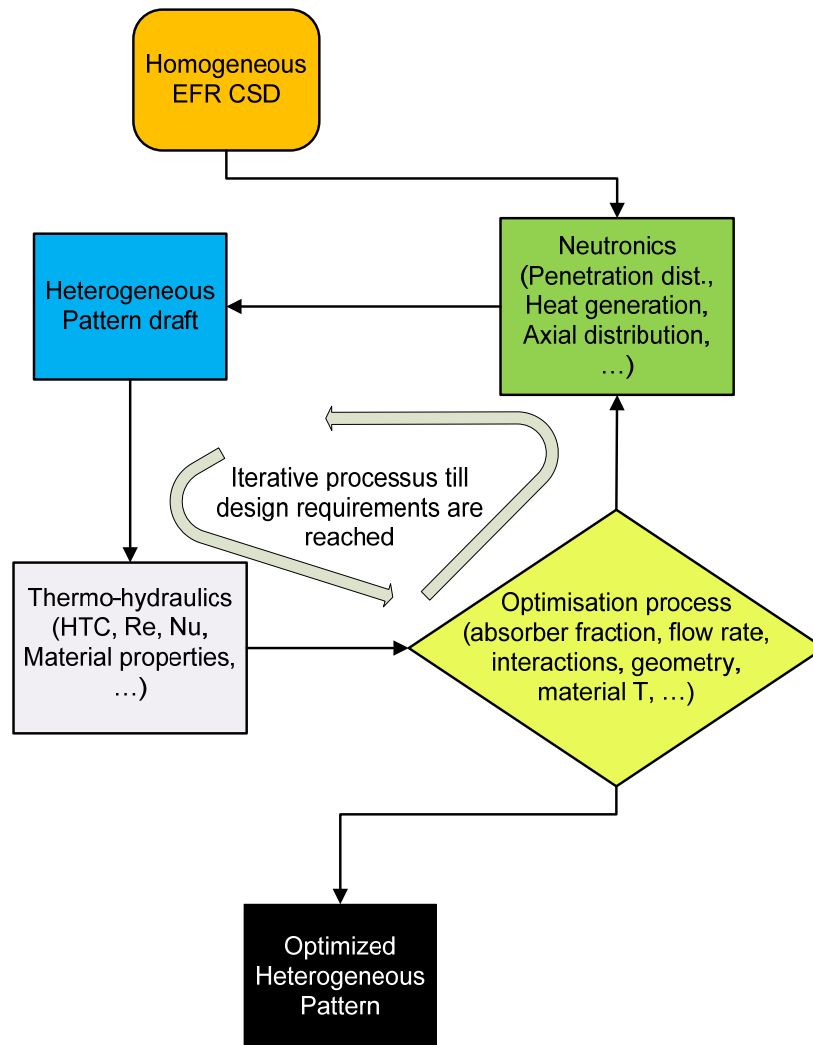 Homogeneous
EFR CSD
Neutronics
(Penetration dist.,
Heat generation,
Axial distribution,
…)
Heterogeneous
Pattern draft
Iterative processus till
design requirements are
reached
Thermo-hydraulics
(HTC, Re, Nu,
Material properties,
…)
Optimisation process
(absorber fraction, flow rate,
interactions, geometry,
material T, …)
Optimized
Heterogeneous
Pattern